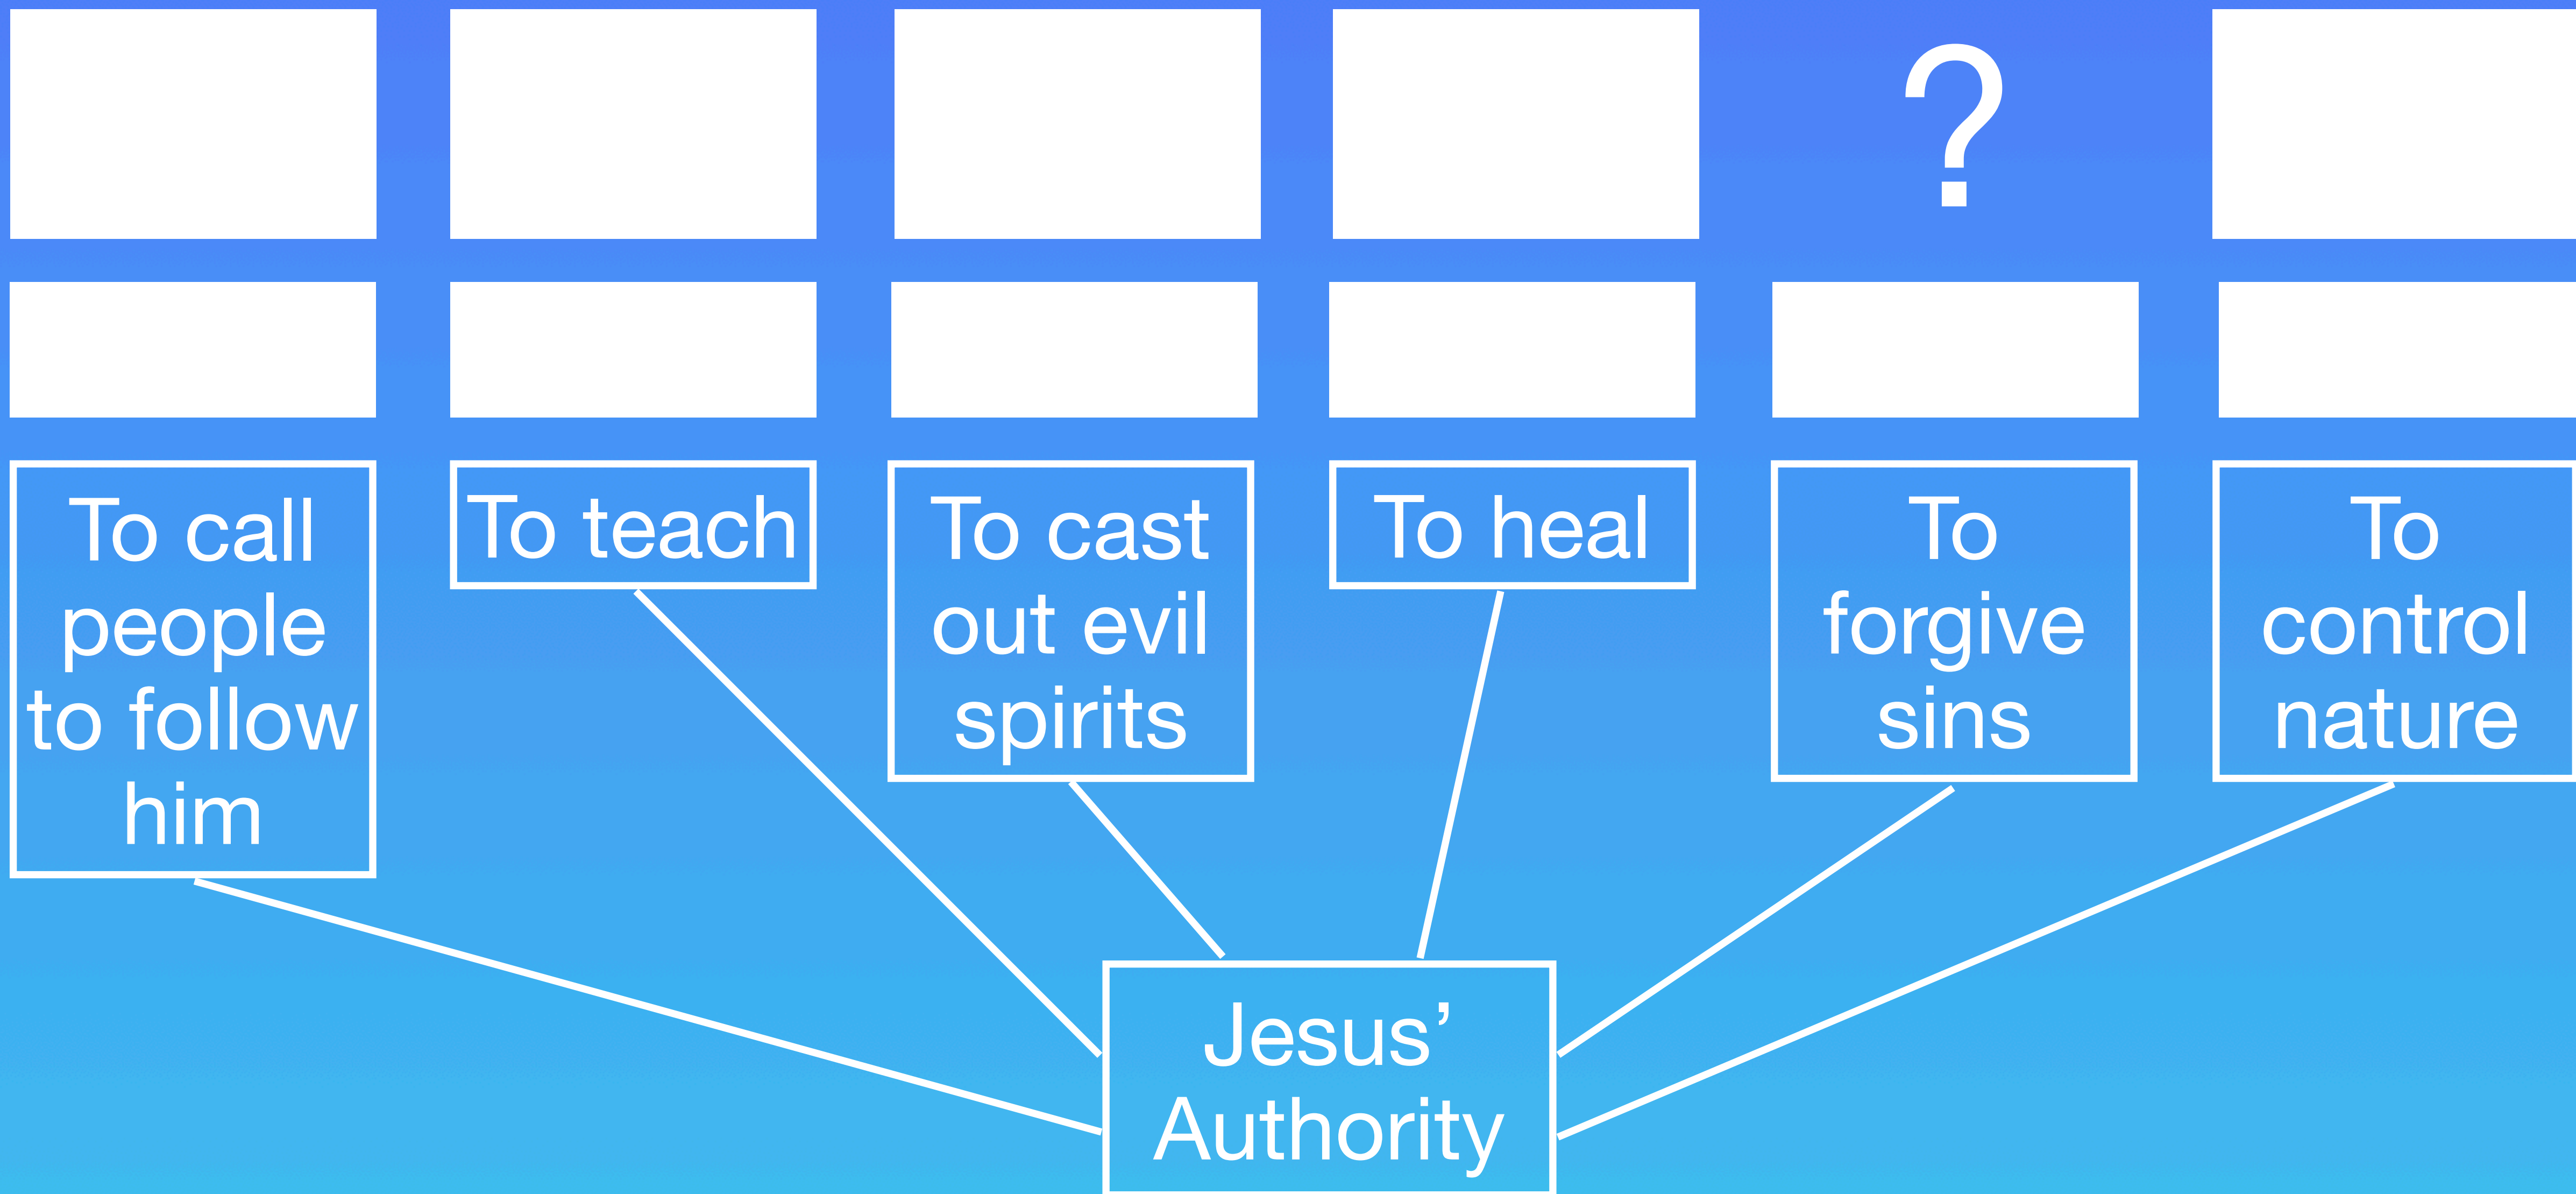 ?
To call
people
to follow
him
To teach
To cast
out evil
spirits
To heal
To
forgive
sins
To
control
nature
Jesus’
Authority